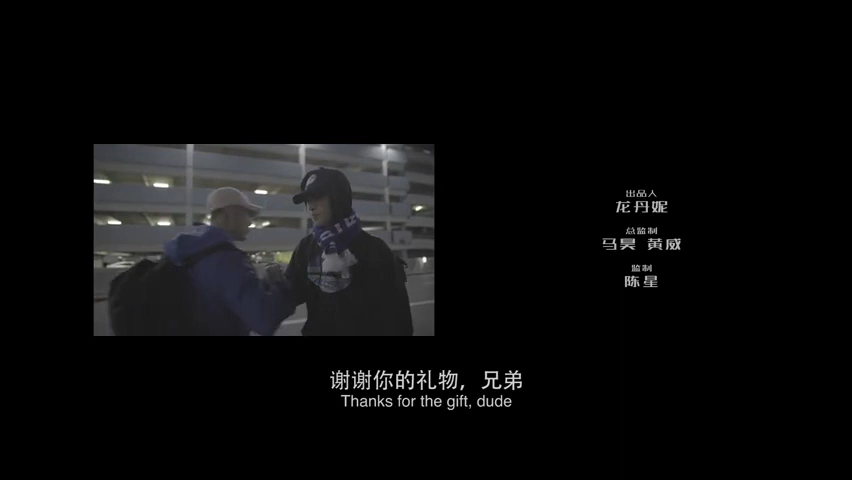 出品人
龙丹妮
总监制
马昊 黄威
监制
陈星
谢谢你的礼物，兄弟
Thanks for the gift, dude